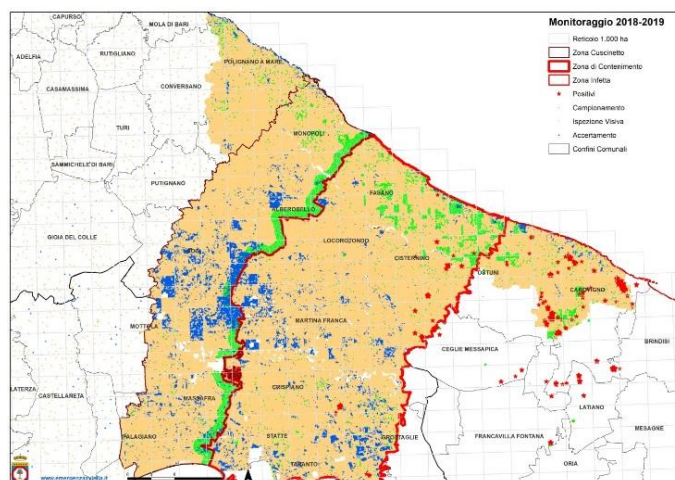 CAPURSO
MOLA DI BARI
Monitoraggio 2018-2019
Reticolo 1.000 ha
Zona Cuscinetto
Zona di Contenimento
Zona Infetta
Positivi
Campionamento
Ispezione Visiva
Accertamento
Confini Comunali
ADELFIA
RUTIGLIANO
POLIGNANO A MARE
CASAMASSIMA
CONVERSANO
TURI
MONOPOLI
SAMMICHELE DI BARI
PUTIGNANO
FASANO
ALBEROBELLO
GIOIA DEL COLLE
LOCOROTONDO
CISTERNINO
OSTUNI
CAROVIGNO
MARTINA FRANCA
MOTTOLA
BRINDISI
CEGLIE MESSAPICA
LATERZA
CASTELLANETA
CRISPIANO
MASSAFRA
LATIANO
MESAGNE
PALAGIANO
STATTE
GROTTAGLIE
FRANCAVILLA FONTANA
TARANTO
ORIA
www.emergenzaxylella.it